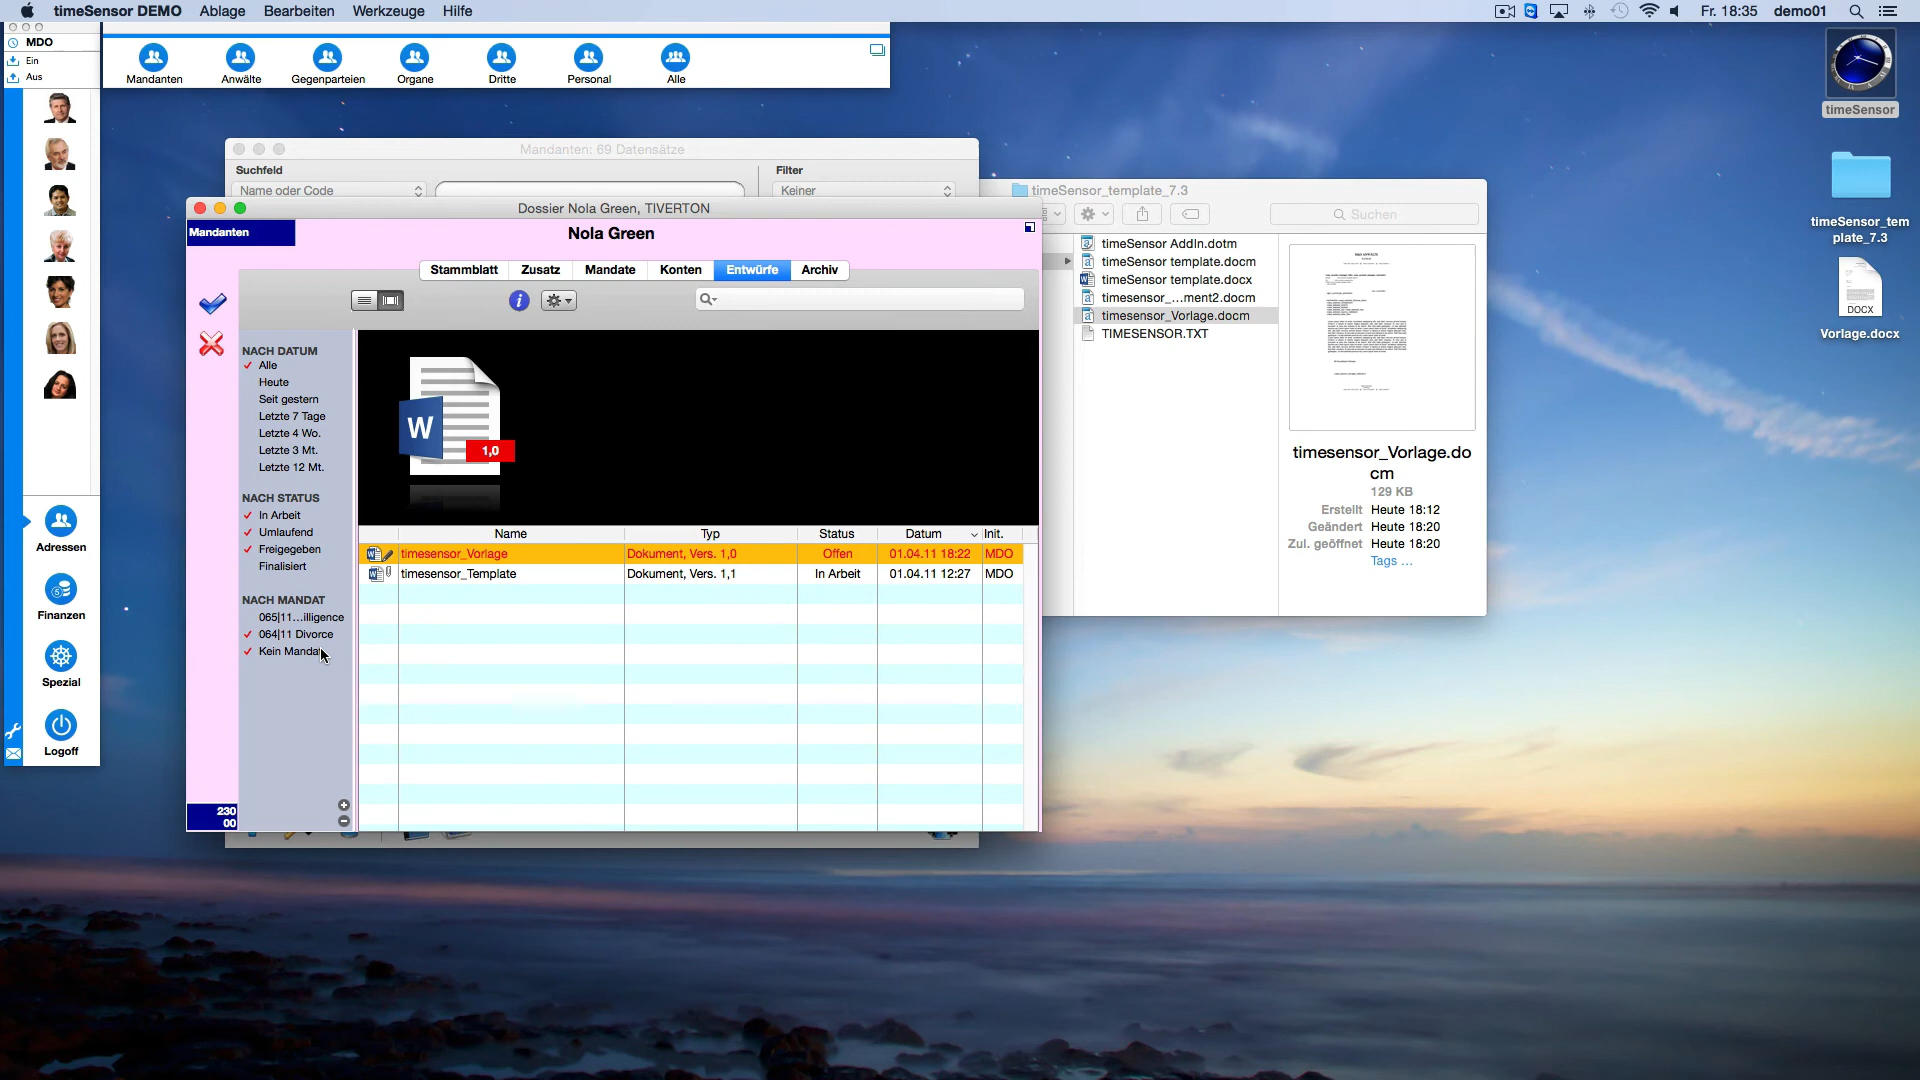 timeSensor DEMO Ablage Bearbeiten Werkzeuge Hilfe
Fr. 18:35 demo01
MDO
Ein
Aus
Mandanten Anwälte Gegenparteien Organe Dritte Personal Alle
timeSensor
timeSensor_tem
plate_7.3
DOCX
Vorlage.docx
Mandanten: 69 Datensätze
Suchfeld Filter
Name oder Code Keiner
timeSensor_template_7.3
Suchen
timeSensor AddIn.dotm
timeSensor template.docm
timeSensor template.docx
timesensor_...ment2.docm
timesensor_Vorlage.docm
TIMESENSOR.TXT
timesensor_Vorlage.do
cm
129 KB
Erstellt Heute 18:12
Geändert Heute 18:20
Zul. geöffnet Heute 18:20
Tags ...
Dossier Nola Green, TIVERTON
Mandanten
Nola Green
Stammblatt Zusatz Mandate Konten Entwürfe Archiv
NACH DATUM
Alle
Heute
Seit gestern
Letzte 7 Tage
Letzte 4 Wo.
Letzte 3 Mt.
Letzte 12 Mt.
NACH STATUS
In Arbeit
Umlaufend
Freigegeben
Finalisiert
NACH MANDAT
065|11...illigence
064|11 Divorce
Kein Manda
W
1,0
Name Typ Status Datum Init.
timesensor_Vorlage Dokument, Vers. 1,0 Offen 01.04.11 18:22 MDO
timesensor_Template Dokument, Vers. 1,1 In Arbeit 01.04.11 12:27 MDO
230
00
Adressen
Finanzen
Spezial
Logoff